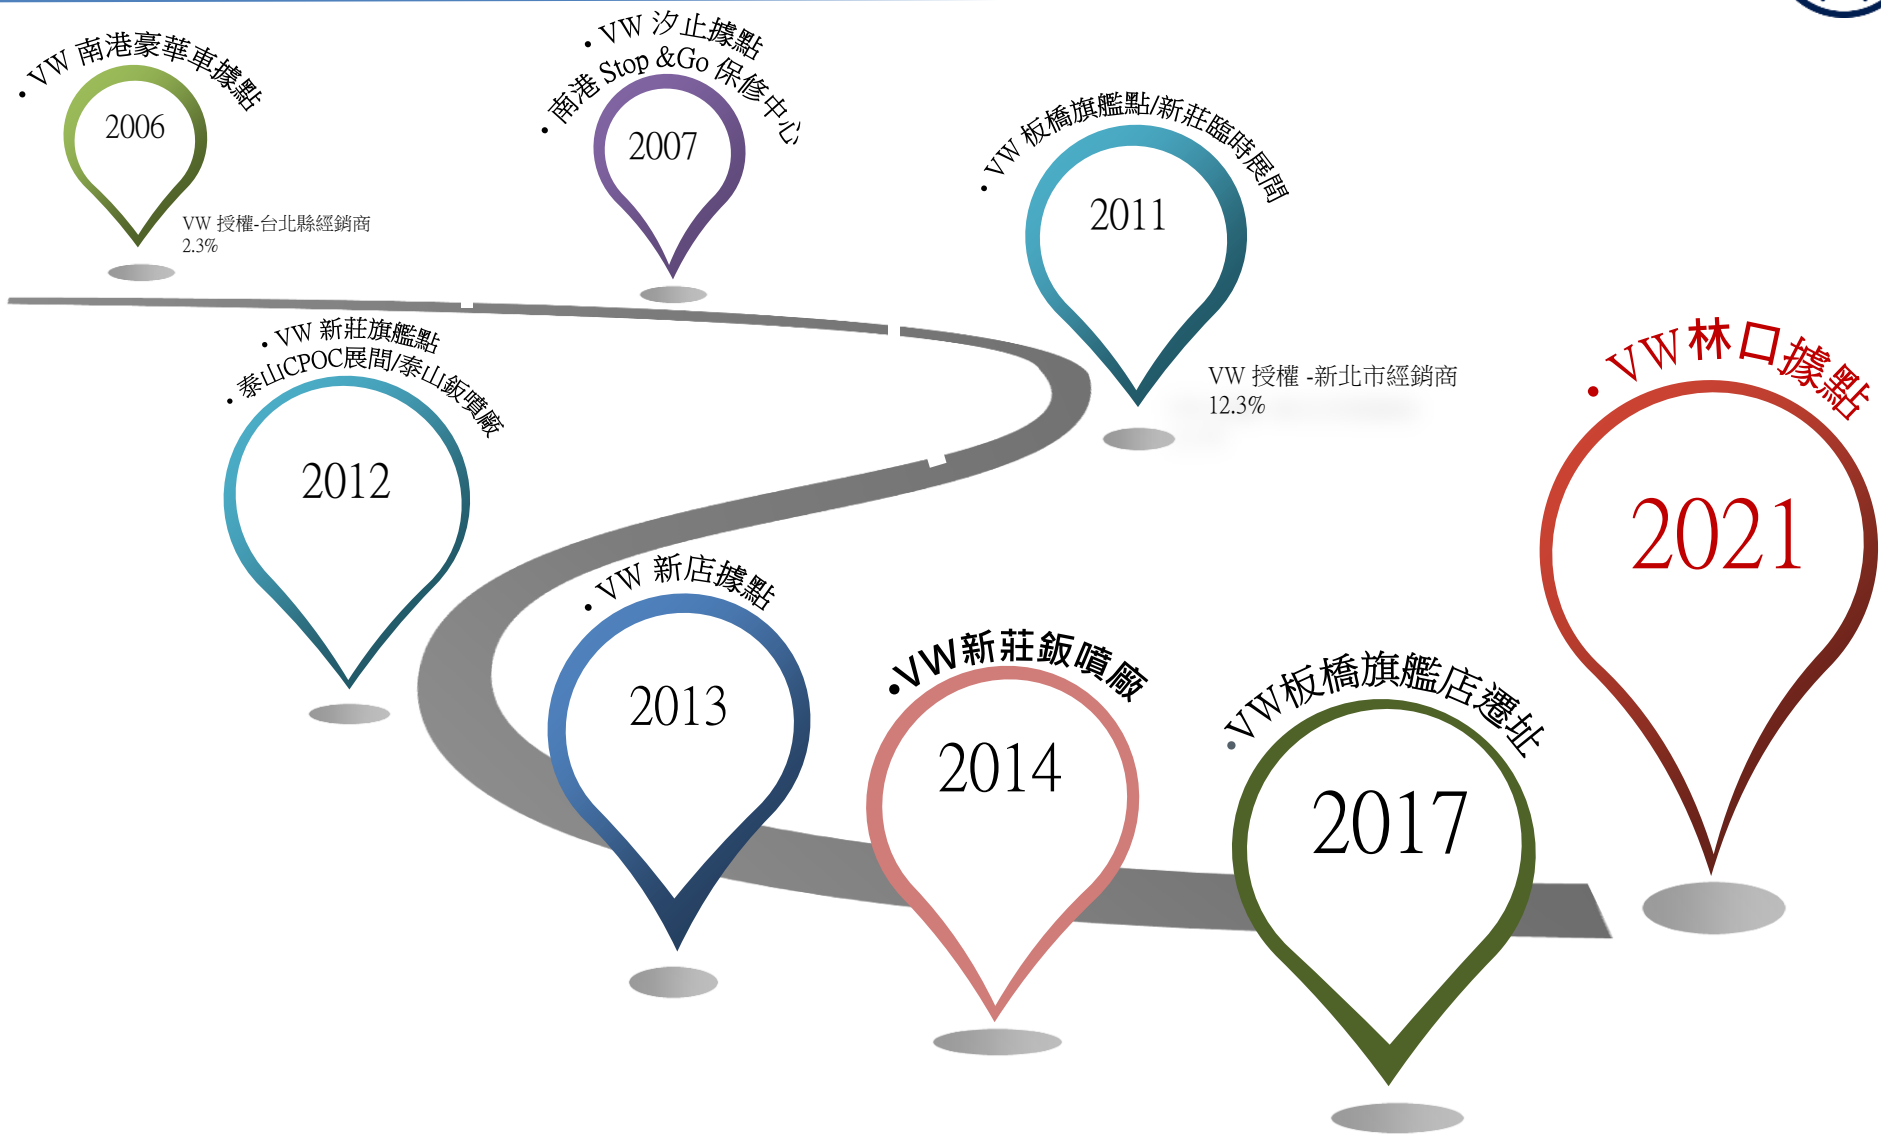 • VW 南港豪華車據點
2006
VW 授權-台北縣經銷商
2.3%
• VW 汐止據點
• 南港 Stop &Go 保修中心
2007
• VW 板橋旗艦點/新莊臨時展間
2011
VW 授權 -新北市經銷商
12.3%
• VW 新莊旗艦點
• 泰山CPOC展間/泰山鈑噴廠
2012
• VW 新店據點
2013
•VW新莊鈑噴廠
2014
•VW板橋旗艦店遷址
2017
• VW林口據點
2021